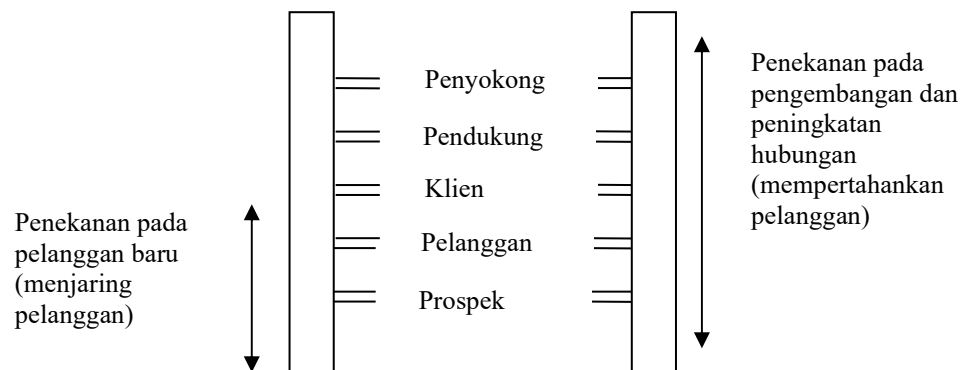 Penyokong
Pendukung
Klien
Pelanggan
Prospek
Penekanan pada
pelanggan baru
(menjaring
pelanggan)
Penekanan pada
pengembangan dan
peningkatan
hubungan
(mempertahankan
pelanggan)